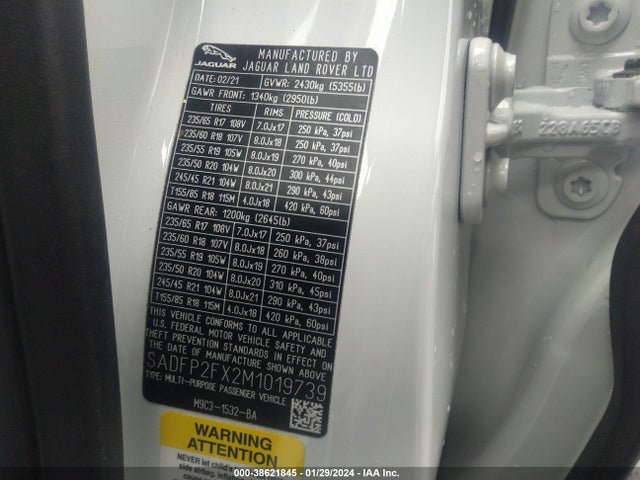 JAGUAR
MANUFACTURED BY
JAGUAR LAND ROVER LTD
DATE: 02/21 GVWR: 2430kg (5355lb)
GAWR FRONT: 1340kg (2950lb)
TIRES RIMS PRESSURE (COLD)
235/65 R17 108V 7.0Jx17 250 kPa, 37psi
235/60 R18 107V 8.0Jx18 250 kPa, 37psi
235/55 R19 105W 8.0Jx19 270 kPa, 40psi
235/50 R20 104W 8.0Jx20 300 kPa, 44psi
245/45 R21 104W 8.0Jx21 290 kPa, 43psi
T155/85 R18 115M 4.0Jx18 420 kPa, 60psi
GAWR REAR: 1200kg (2645lb)
235/65 R17 108V 7.0Jx17 250 kPa, 37psi
235/60 R18 107V 8.0Jx18 260 kPa, 38psi
235/55 R19 105W 8.0Jx19 270 kPa, 40psi
235/50 R20 104W 8.0Jx20 310 kPa, 45psi
245/45 R21 104W 8.0Jx21 290 kPa, 43psi
T155/85 R18 115M 4.0Jx18 420 kPa, 60psi
THIS VEHICLE CONFORMS TO ALL APPLICABLE
U.S. FEDERAL MOTOR VEHICLE SAFETY AND
THEFT PREVENTION STANDARDS IN EFFECT ON
THE DATE OF MANUFACTURE SHOWN ABOVE.
SADFP2FX2M1019739
TYPE: MULTI-PURPOSE PASSENGER VEHICLE
M9C3-1532-BA
WARNING
ATTENTION
NEVER
side airbag
000-38621845 - 01/29/2024 - IAA Inc.